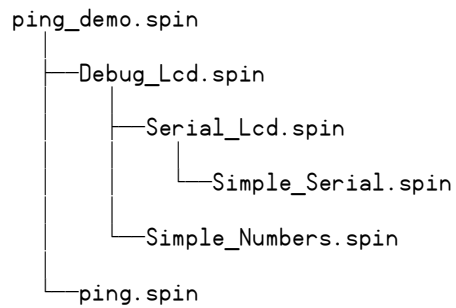 ping_demo.spin
Debug_Lcd.spin
Serial_Lcd.spin
Simple_Serial.spin
Simple_Numbers.spin
ping.spin